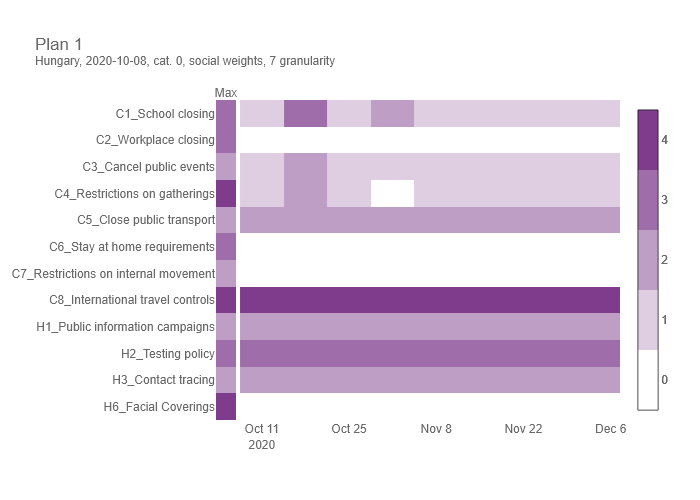 Plan 1
Hungary, 2020-10-08, cat. 0, social weights, 7 granularity
Max
C1_School closing
C2_Workplace closing
C3_Cancel public events
C4_Restrictions on gatherings
C5_Close public transport
C6_Stay at home requirements
C7_Restrictions on internal movement
C8_International travel controls
H1_Public information campaigns
H2_Testing policy
H3_Contact tracing
H6_Facial Coverings
Oct 11
2020
Oct 25
Nov 8
Nov 22
Dec 6
4
3
2
1
0